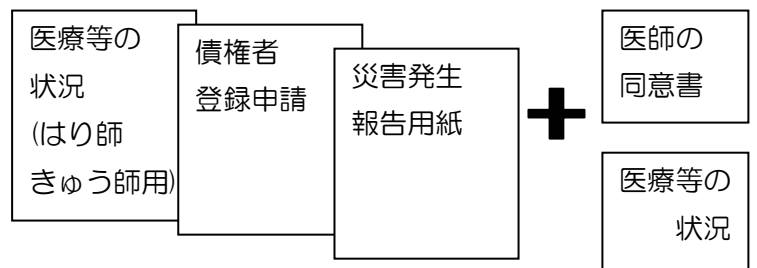 医療等の
状況
(はり師
きゅう師用)
債権者
登録申請
災害発生
報告用紙
医師の
同意書
医療等の
状況